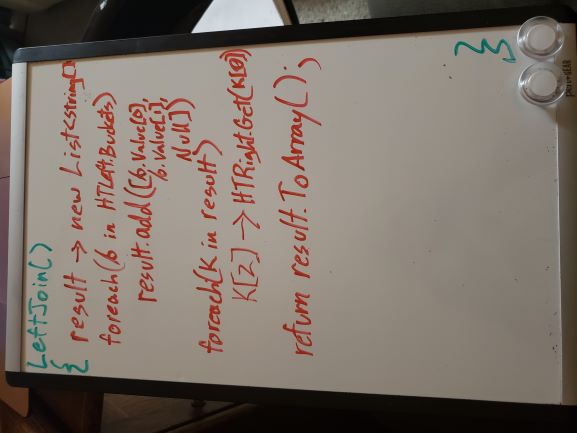 LeftJoin()
{ result → new List<string[]
foreach(b in HTLeft.Buckets)
result.add([b.Value[0],
b.Value[1],
Null])
foreach(K in result)
K[2] → HTRight.Get(K[0])
return result.ToArray();
}
pen+GEAR